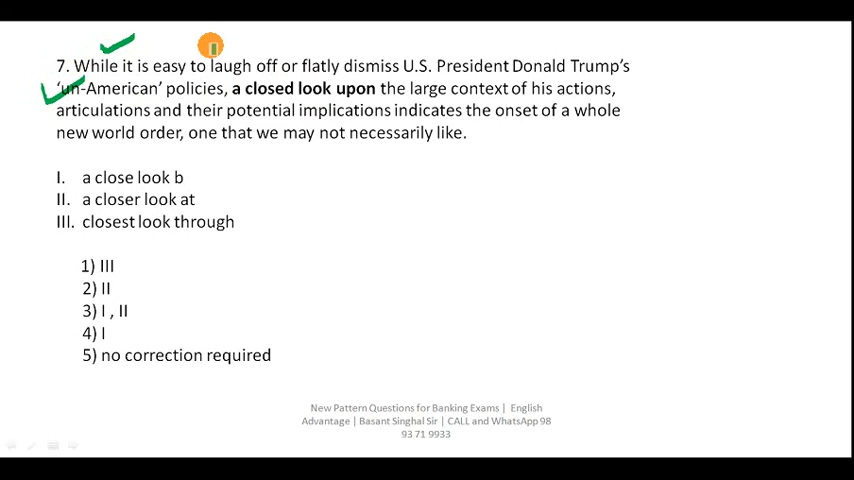 7. While it is easy to laugh off or flatly dismiss U.S. President Donald Trump's
'un-American' policies, a closed look upon the large context of his actions,
articulations and their potential implications indicates the onset of a whole
new world order, one that we may not necessarily like.
I. a close look b
II. a closer look at
III. closest look through
1) III
2) II
3) I , II
4) I
5) no correction required
New Pattern Questions for Banking Exams | English
Advantage | Basant Singhal Sir | CALL and WhatsApp 98
93 71 9933